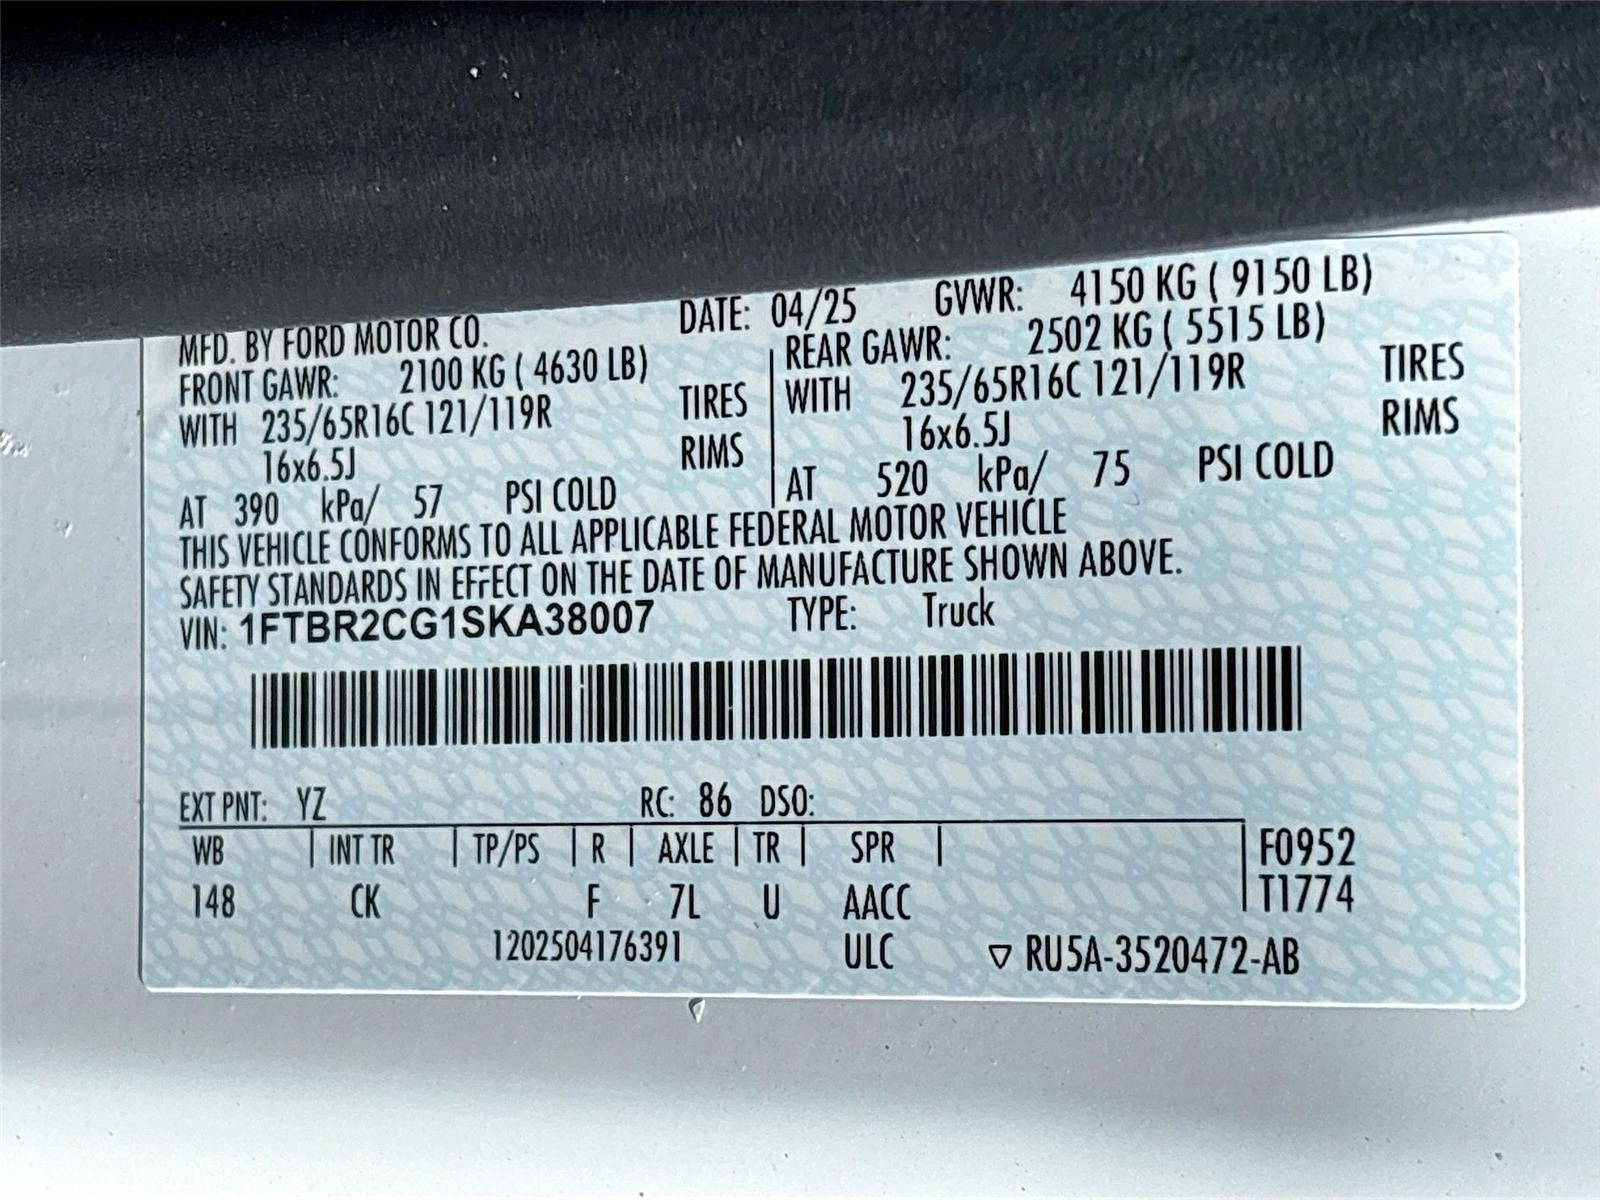 MFD. BY FORD MOTOR CO. DATE: 04/25 GVWR: 4150 KG ( 9150 LB)
FRONT GAWR: 2100 KG ( 4630 LB) REAR GAWR: 2502 KG ( 5515 LB)
WITH 235/65R16C 121/119R TIRES WITH 235/65R16C 121/119R TIRES
16x6.5J RIMS 16x6.5J RIMS
AT 390 kPa/ 57 PSI COLD AT 520 kPa/ 75 PSI COLD
THIS VEHICLE CONFORMS TO ALL APPLICABLE FEDERAL MOTOR VEHICLE
SAFETY STANDARDS IN EFFECT ON THE DATE OF MANUFACTURE SHOWN ABOVE.
VIN: 1FTBR2CG1SKA38007 TYPE: Truck
EXT PNT: YZ RC: 86 DSO:
WB INT TR TP/PS R AXLE TR SPR F0952
148 CK F 7L U AACC T1774
1202504176391 ULC ▽ RU5A-3520472-AB